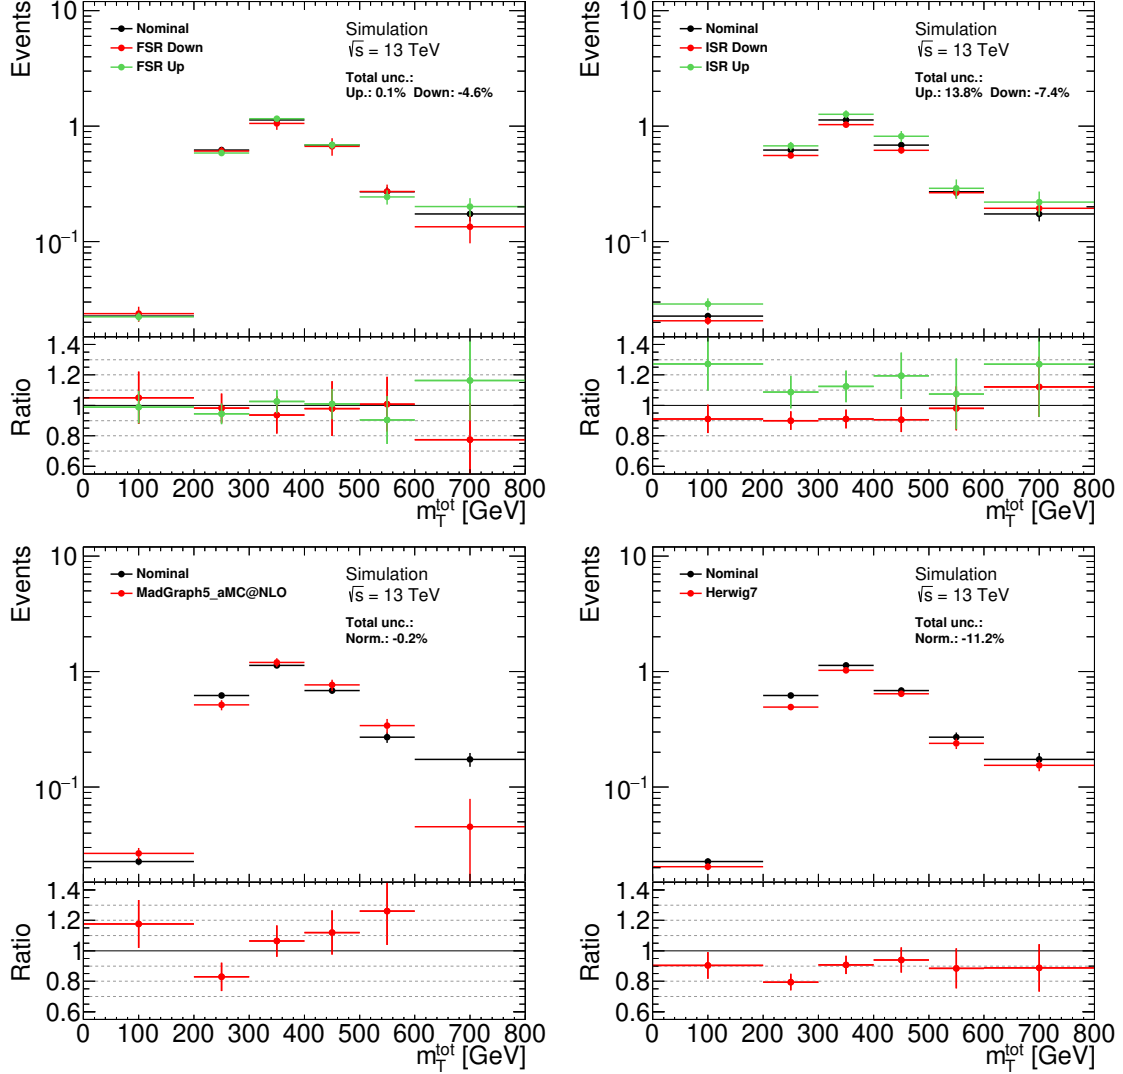 Events
10
1
10⁻¹
Nominal
FSR Down
FSR Up
Simulation
√s = 13 TeV
Total unc.:
Up.: 0.1% Down: -4.6%
Ratio
1.4
1.2
1
0.8
0.6
0 100 200 300 400 500 600 700 800
m_T^tot [GeV]
Events
10
1
10⁻¹
Nominal
ISR Down
ISR Up
Simulation
√s = 13 TeV
Total unc.:
Up.: 13.8% Down: -7.4%
Ratio
1.4
1.2
1
0.8
0.6
0 100 200 300 400 500 600 700 800
m_T^tot [GeV]
Events
10
1
10⁻¹
Nominal
MadGraph5_aMC@NLO
Simulation
√s = 13 TeV
Total unc.:
Norm.: -0.2%
Ratio
1.4
1.2
1
0.8
0.6
0 100 200 300 400 500 600 700 800
m_T^tot [GeV]
Events
10
1
10⁻¹
Nominal
Herwig7
Simulation
√s = 13 TeV
Total unc.:
Norm.: -11.2%
Ratio
1.4
1.2
1
0.8
0.6
0 100 200 300 400 500 600 700 800
m_T^tot [GeV]